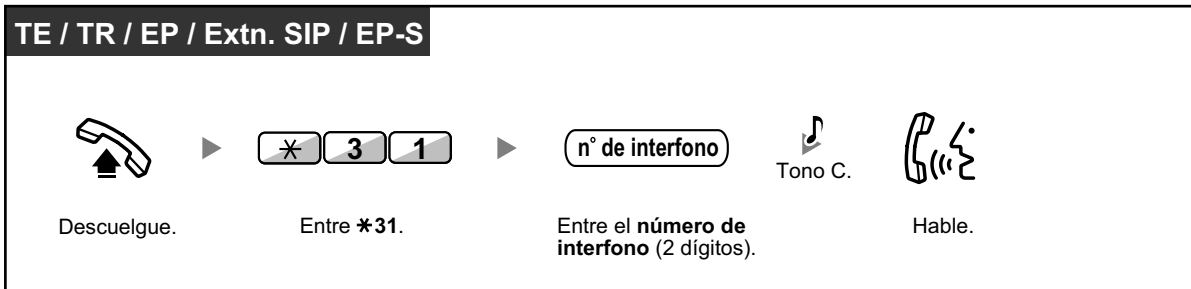 TE / TR / EP / Extn. SIP / EP-S
✳ 3 1
n° de interfono
Tono C.
Descuelgue.
Entre ✳31.
Entre el número de
interfono (2 dígitos).
Hable.